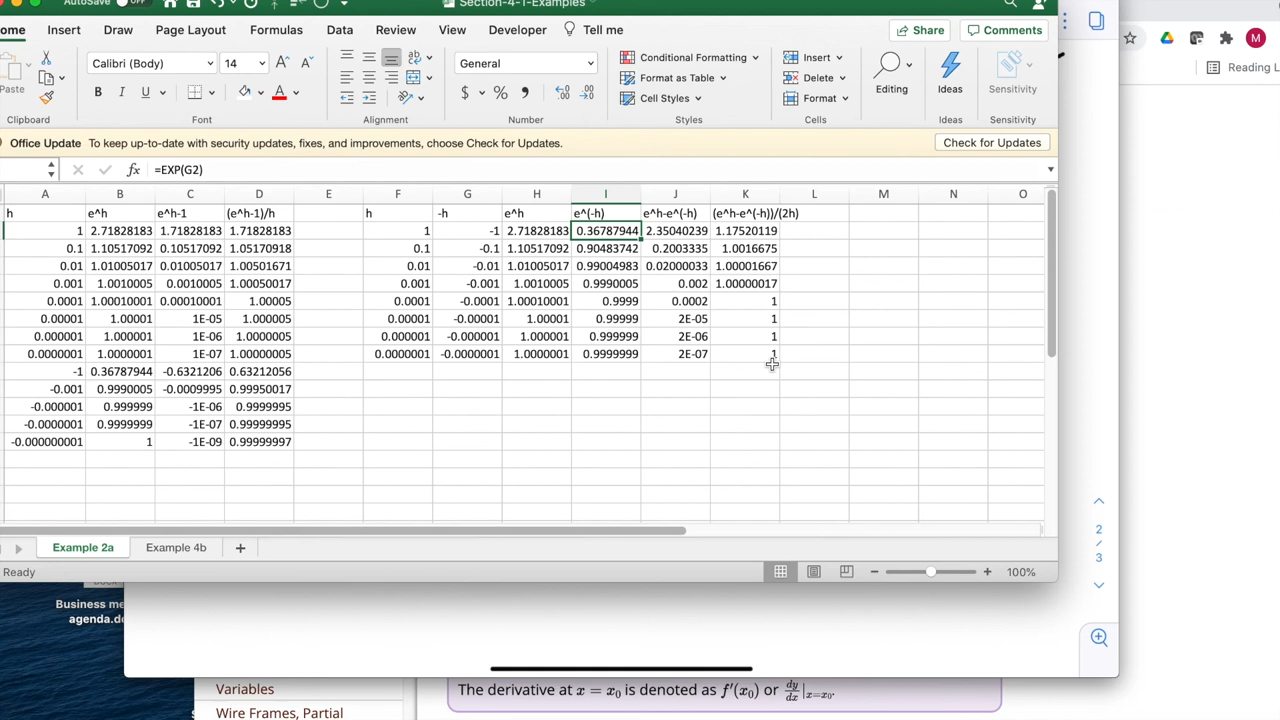 AutoSave OFF Section-4-1-Examples
ome Insert Draw Page Layout Formulas Data Review View Developer Tell me Share Comments
Paste Calibri (Body) 14 General Conditional Formatting Insert
B I U A $ % Format as Table Delete Editing Ideas Sensitivity
Cell Styles Format
Clipboard Font Alignment Number Styles Cells Ideas Sensitivity
Office Update To keep up-to-date with security updates, fixes, and improvements, choose Check for Updates. Check for Updates
fx =EXP(G2)
A B C D E F G H I J K L M N O
h e^h e^h-1 (e^h-1)/h h -h e^h e^(-h) e^h-e^(-h) (e^h-e^(-h))/(2h)
1 2.71828183 1.71828183 1.71828183 1 -1 2.71828183 0.36787944 2.35040239 1.17520119
0.1 1.10517092 0.10517092 1.05170918 0.1 -0.1 1.10517092 0.90483742 0.2003335 1.0016675
0.01 1.01005017 0.01005017 1.00501671 0.01 -0.01 1.01005017 0.99004983 0.02000033 1.00001667
0.001 1.0010005 0.0010005 1.00050017 0.001 -0.001 1.0010005 0.9990005 0.002 1.00000017
0.0001 1.00010001 0.00010001 1.00005 0.0001 -0.0001 1.00010001 0.9999 0.0002 1
0.00001 1.00001 1E-05 1.000005 0.00001 -0.00001 1.00001 0.99999 2E-05 1
0.000001 1.000001 1E-06 1.0000005 0.000001 -0.000001 1.000001 0.999999 2E-06 1
0.0000001 1.0000001 1E-07 1.00000005 0.0000001 -0.0000001 1.0000001 0.9999999 2E-07 1
-1 0.36787944 -0.6321206 0.63212056
-0.001 0.9990005 -0.0009995 0.99950017
-0.000001 0.999999 -1E-06 0.9999995
-0.0000001 0.9999999 -1E-07 0.99999995
-0.000000001 1 -1E-09 0.99999997
Example 2a Example 4b +
Ready 100%
M
Reading L
2
/
3
Business me
agenda.de
Variables
Wire Frames, Partial
The derivative at x = x₀ is denoted as f′(x₀) or dy/dx|x=x₀.